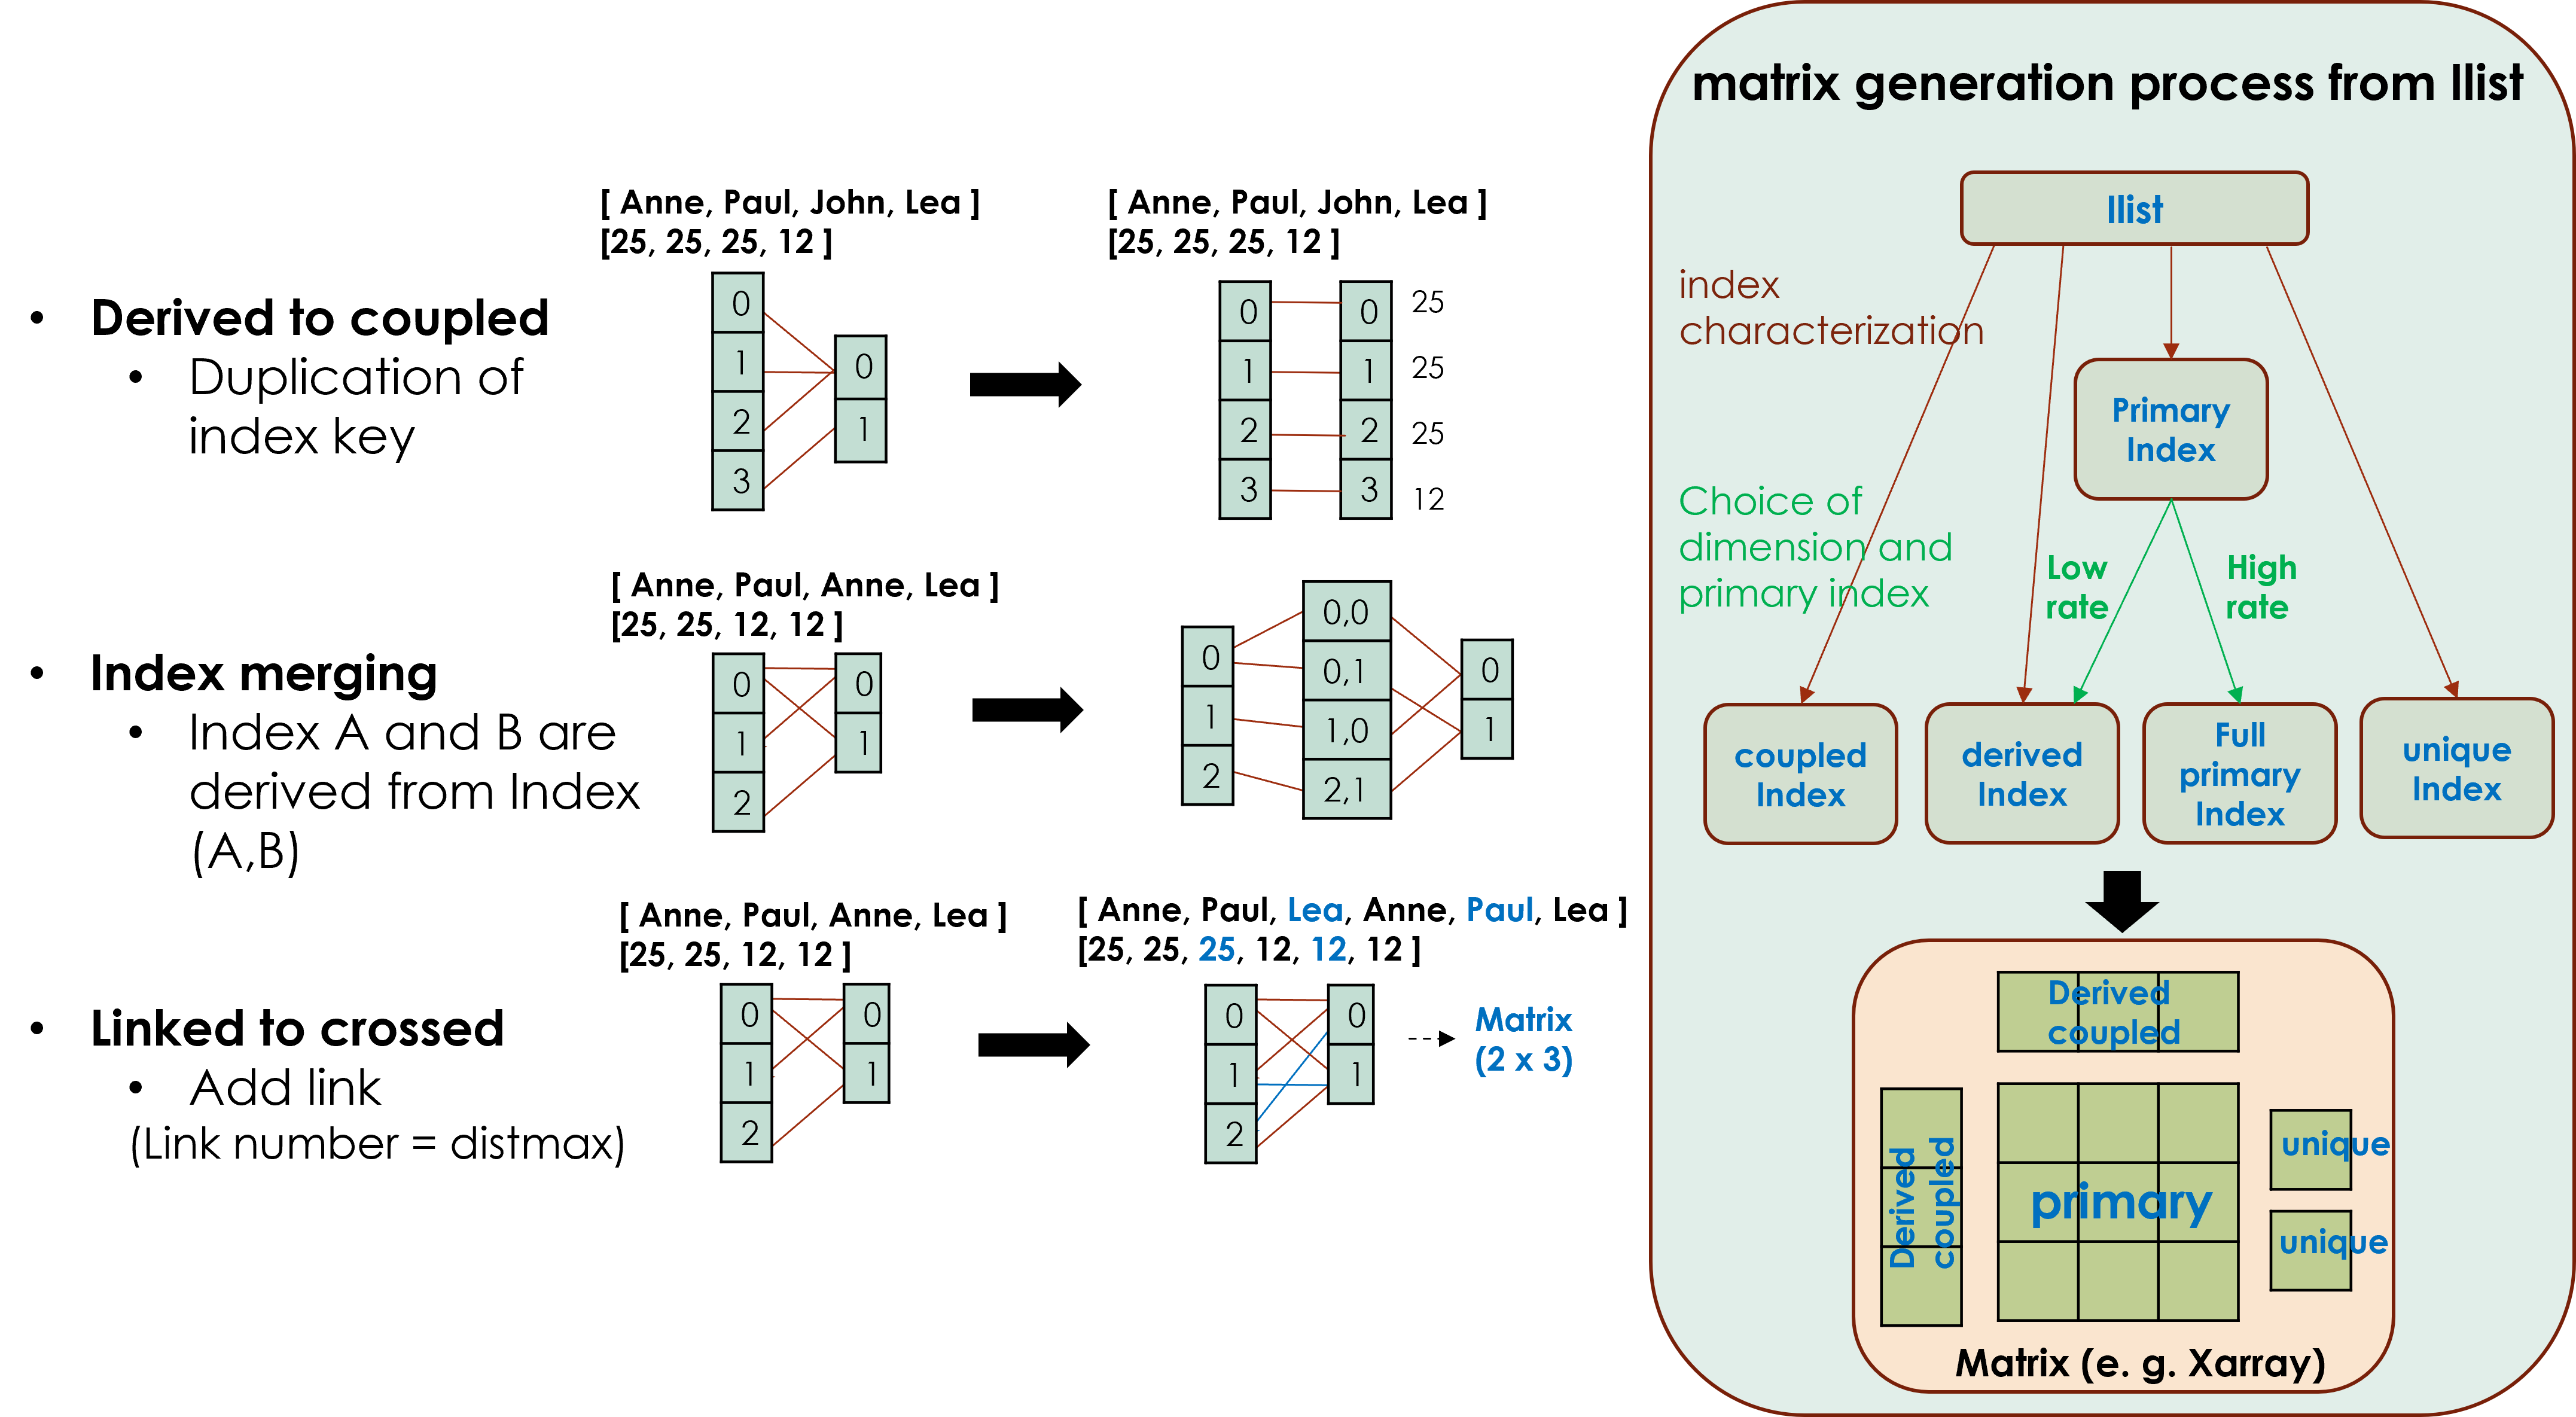 • Derived to coupled
• Duplication of
index key
[ Anne, Paul, John, Lea ]
[25, 25, 25, 12 ]
0
1
2
3
0
1
[ Anne, Paul, John, Lea ]
[25, 25, 25, 12 ]
0
1
2
3
0
1
2
3
25
25
25
12
• Index merging
• Index A and B are
derived from Index
(A,B)
[ Anne, Paul, Anne, Lea ]
[25, 25, 12, 12 ]
0
1
2
0
1
0
1
2
0,0
0,1
1,0
2,1
0
1
• Linked to crossed
• Add link
(Link number = distmax)
[ Anne, Paul, Anne, Lea ]
[25, 25, 12, 12 ]
0
1
2
0
1
[ Anne, Paul, Lea, Anne, Paul, Lea ]
[25, 25, 25, 12, 12, 12 ]
0
1
2
0
1
Matrix
(2 x 3)
matrix generation process from Ilist
Ilist
index
characterization
Primary
Index
Choice of
dimension and
primary index
Low
rate
High
rate
coupled
Index
derived
Index
Full
primary
Index
unique
Index
Derived
coupled
Derived
coupled
primary
unique
unique
Matrix (e. g. Xarray)